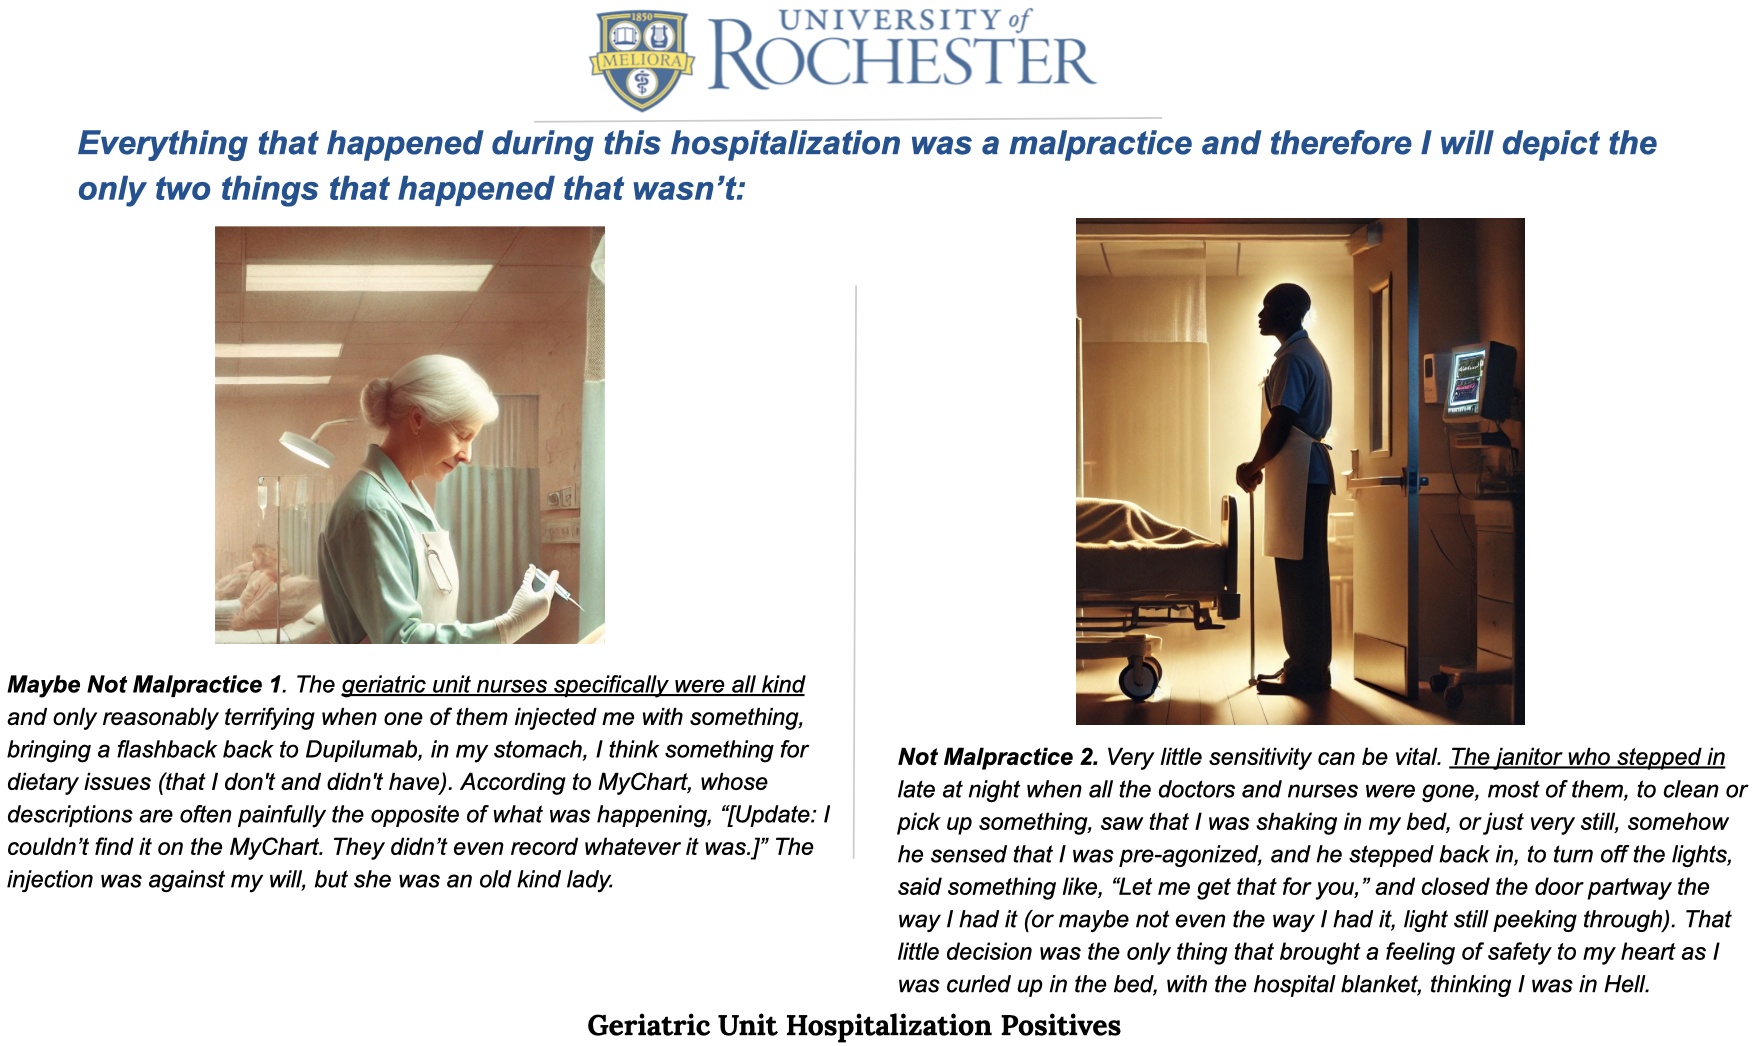 1850
MELIORA
UNIVERSITY of
ROCHESTER
Everything that happened during this hospitalization was a malpractice and therefore I will depict the
only two things that happened that wasn’t:
Maybe Not Malpractice 1. The geriatric unit nurses specifically were all kind
and only reasonably terrifying when one of them injected me with something,
bringing a flashback back to Dupilumab, in my stomach, I think something for
dietary issues (that I don't and didn't have). According to MyChart, whose
descriptions are often painfully the opposite of what was happening, “[Update: I
couldn’t find it on the MyChart. They didn’t even record whatever it was.]” The
injection was against my will, but she was an old kind lady.
Not Malpractice 2. Very little sensitivity can be vital. The janitor who stepped in
late at night when all the doctors and nurses were gone, most of them, to clean or
pick up something, saw that I was shaking in my bed, or just very still, somehow
he sensed that I was pre-agonized, and he stepped back in, to turn off the lights,
said something like, “Let me get that for you,” and closed the door partway the
way I had it (or maybe not even the way I had it, light still peeking through). That
little decision was the only thing that brought a feeling of safety to my heart as I
was curled up in the bed, with the hospital blanket, thinking I was in Hell.
Geriatric Unit Hospitalization Positives